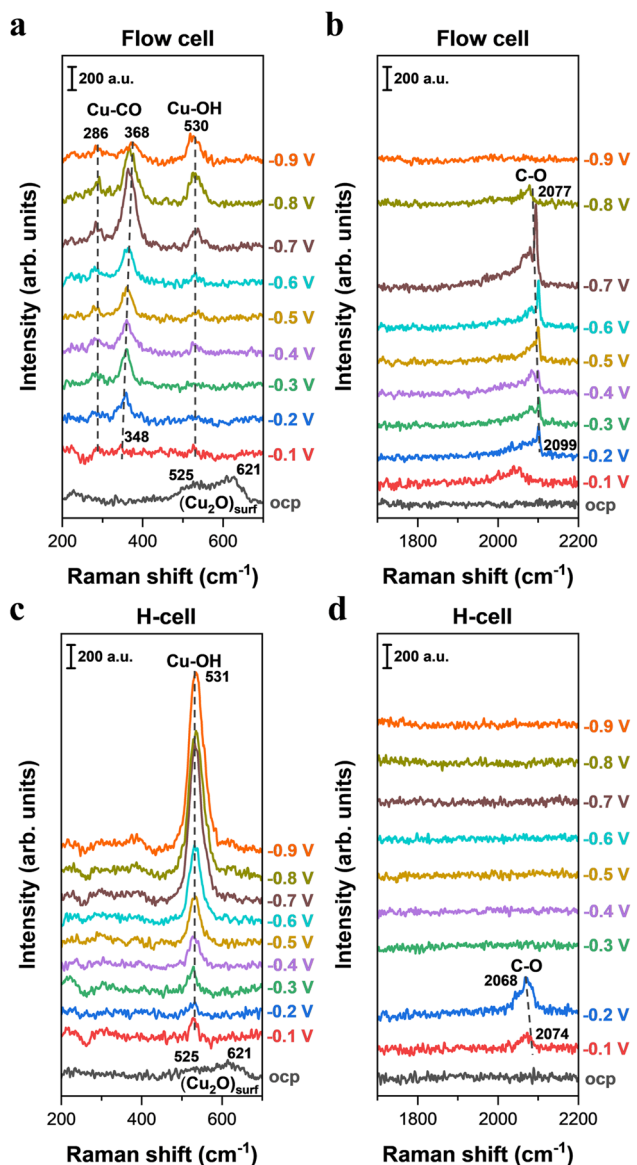 a
Flow cell
200 a.u.
Cu-CO
Cu-OH
286
368
530
-0.9 V
-0.8 V
-0.7 V
-0.6 V
-0.5 V
-0.4 V
-0.3 V
-0.2 V
348
-0.1 V
525
621
(Cu₂O)surf
ocp
200 400 600
Raman shift (cm⁻¹)
Intensity (arb. units)
b
Flow cell
200 a.u.
-0.9 V
C-O
2077
-0.8 V
-0.7 V
-0.6 V
-0.5 V
-0.4 V
-0.3 V
2099
-0.2 V
-0.1 V
ocp
1800 2000 2200
Raman shift (cm⁻¹)
Intensity (arb. units)
c
H-cell
200 a.u.
Cu-OH
531
-0.9 V
-0.8 V
-0.7 V
-0.6 V
-0.5 V
-0.4 V
-0.3 V
-0.2 V
-0.1 V
525
621
(Cu₂O)surf
ocp
200 400 600
Raman shift (cm⁻¹)
Intensity (arb. units)
d
H-cell
200 a.u.
-0.9 V
-0.8 V
-0.7 V
-0.6 V
-0.5 V
-0.4 V
-0.3 V
C-O
2068
-0.2 V
2074
-0.1 V
ocp
1800 2000 2200
Raman shift (cm⁻¹)
Intensity (arb. units)